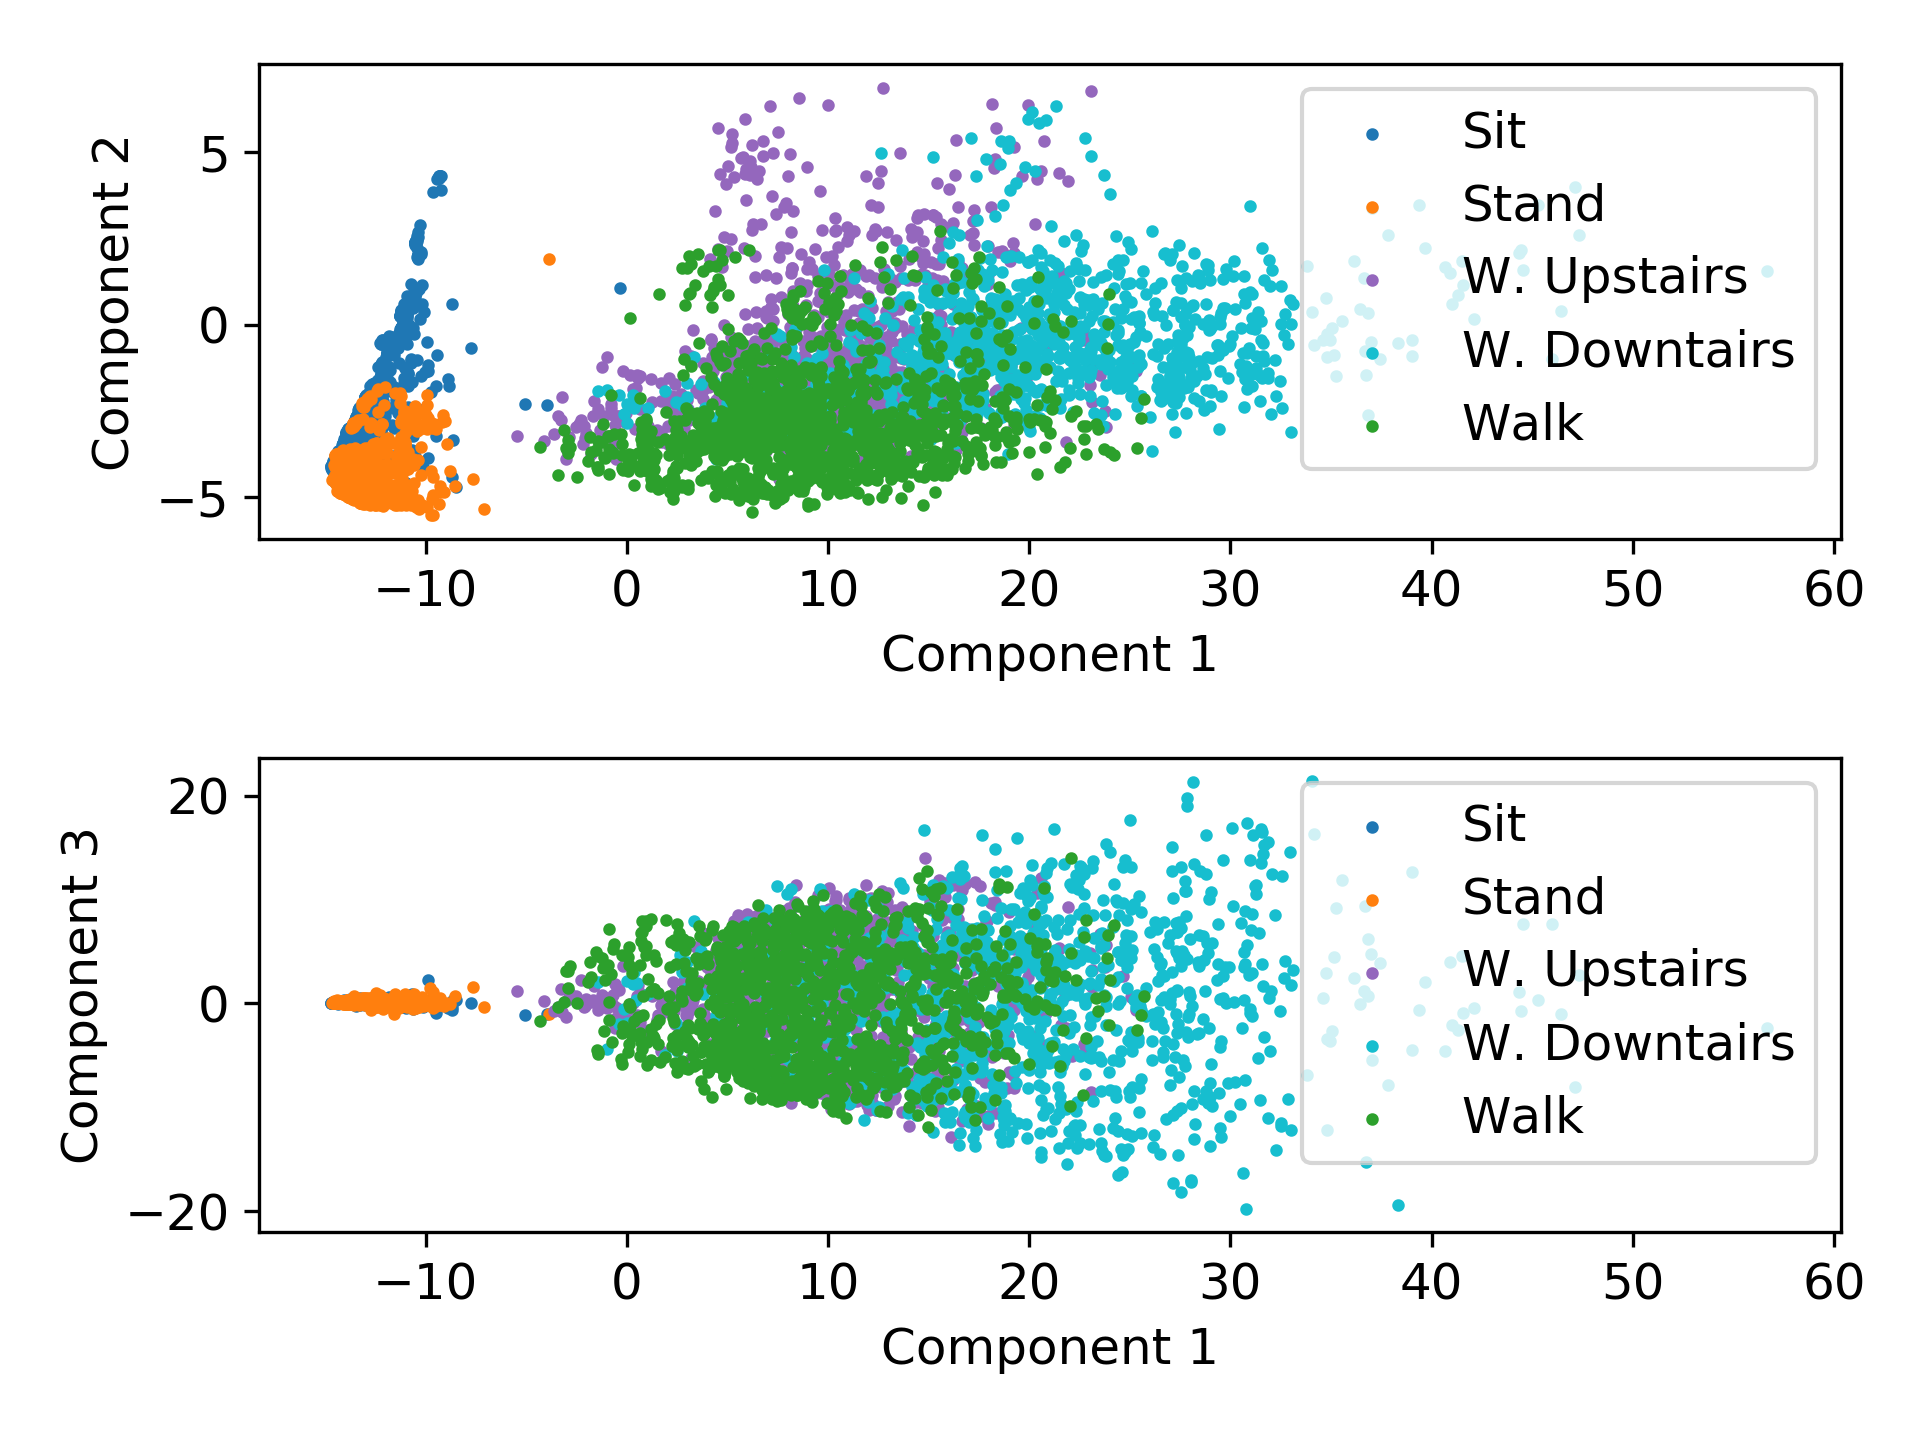 5
0
−5
Component 2
Sit
Stand
W. Upstairs
W. Downtairs
Walk
−10 0 10 20 30 40 50 60
Component 1
20
0
−20
Component 3
Sit
Stand
W. Upstairs
W. Downtairs
Walk
−10 0 10 20 30 40 50 60
Component 1